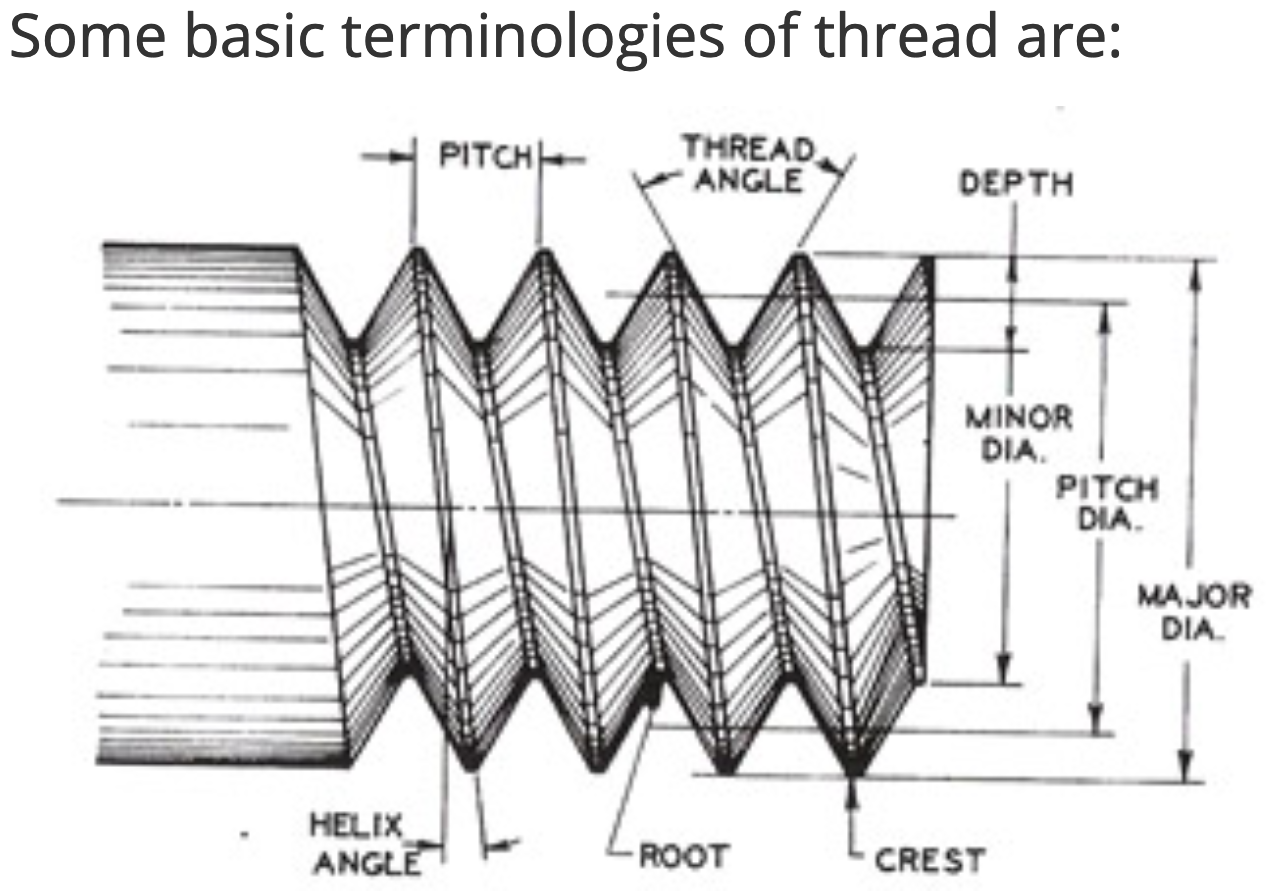 Some basic terminologies of thread are:
PITCH
THREAD
ANGLE
DEPTH
MINOR
DIA.
PITCH
DIA.
MAJOR
DIA.
HELIX
ANGLE
ROOT
CREST